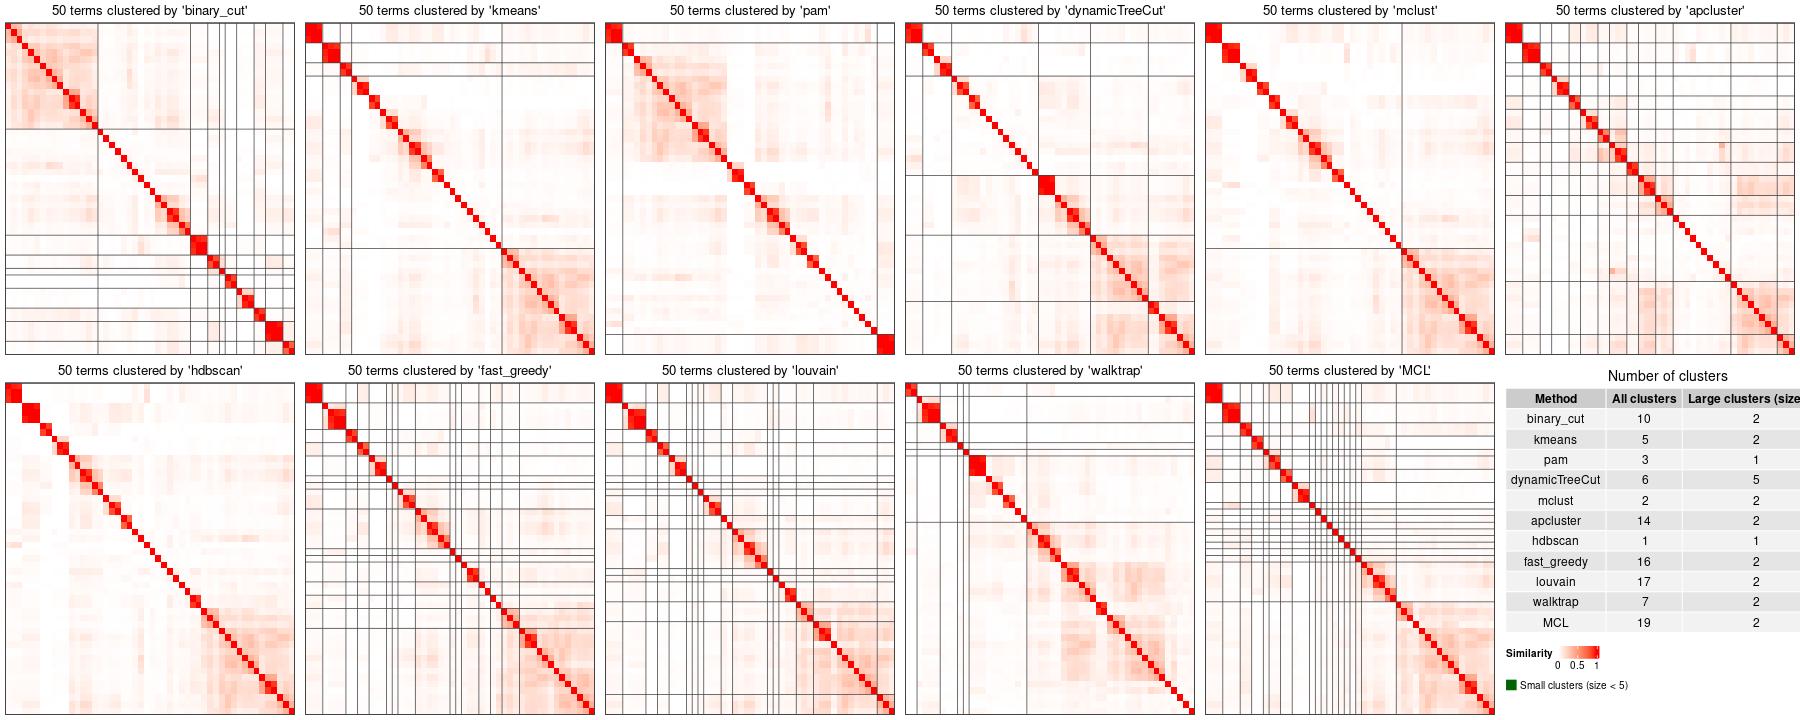 50 terms clustered by 'binary_cut'
50 terms clustered by 'kmeans'
50 terms clustered by 'pam'
50 terms clustered by 'dynamicTreeCut'
50 terms clustered by 'mclust'
50 terms clustered by 'apcluster'
50 terms clustered by 'hdbscan'
50 terms clustered by 'fast_greedy'
50 terms clustered by 'louvain'
50 terms clustered by 'walktrap'
50 terms clustered by 'MCL'
Number of clusters
Method All clusters Large clusters (size
binary_cut 10 2
kmeans 5 2
pam 3 1
dynamicTreeCut 6 5
mclust 2 2
apcluster 14 2
hdbscan 1 1
fast_greedy 16 2
louvain 17 2
walktrap 7 2
MCL 19 2
Similarity
0 0.5 1
Small clusters (size < 5)